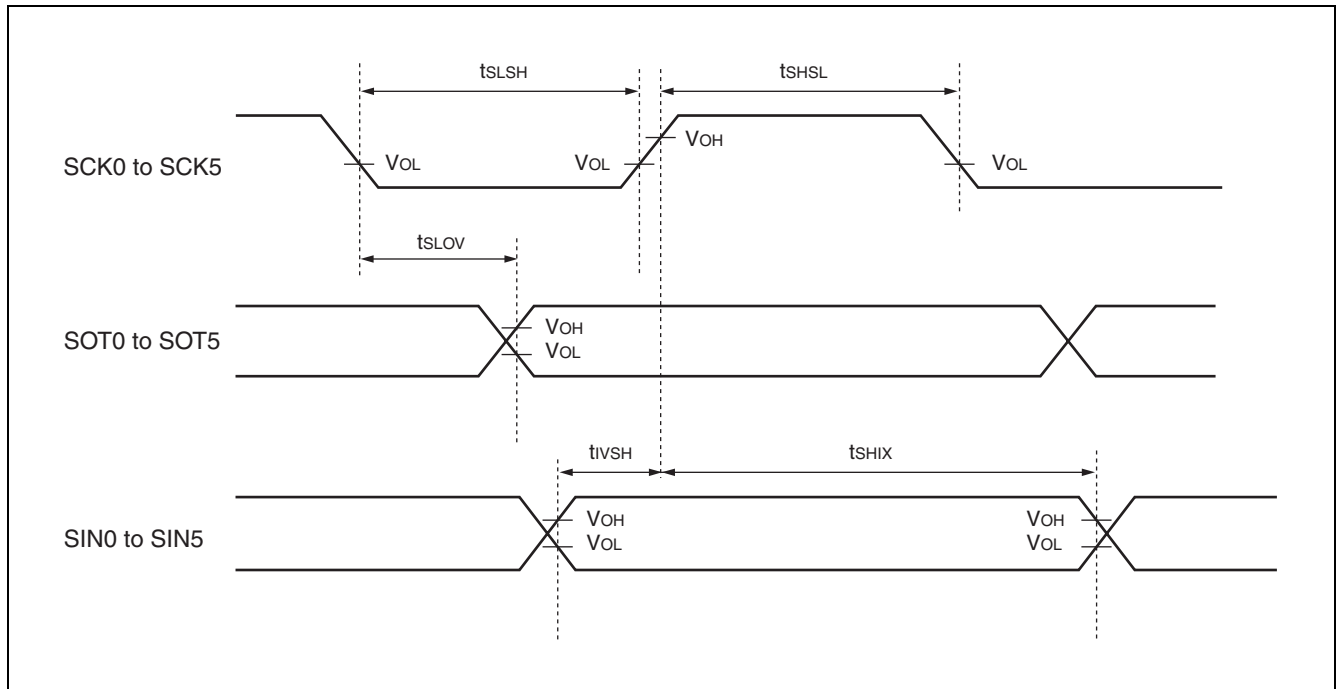 tSLSH
tSHSL
VOH
SCK0 to SCK5
VOL
VOL
VOL
tSLOV
SOT0 to SOT5
VOH
VOL
tIVSH
tSHIX
SIN0 to SIN5
VOH
VOL
VOH
VOL